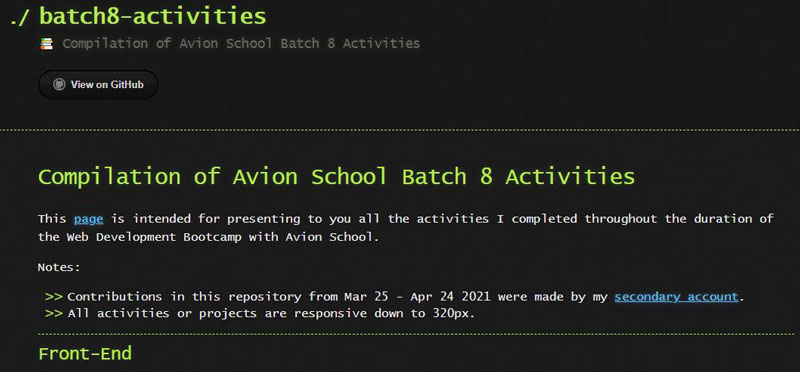 ./ batch8-activities
📚 Compilation of Avion School Batch 8 Activities
View on GitHub
Compilation of Avion School Batch 8 Activities
This page is intended for presenting to you all the activities I completed throughout the duration of
the Web Development Bootcamp with Avion School.
Notes:
>> Contributions in this repository from Mar 25 - Apr 24 2021 were made by my secondary account.
>> All activities or projects are responsive down to 320px.
Front-End